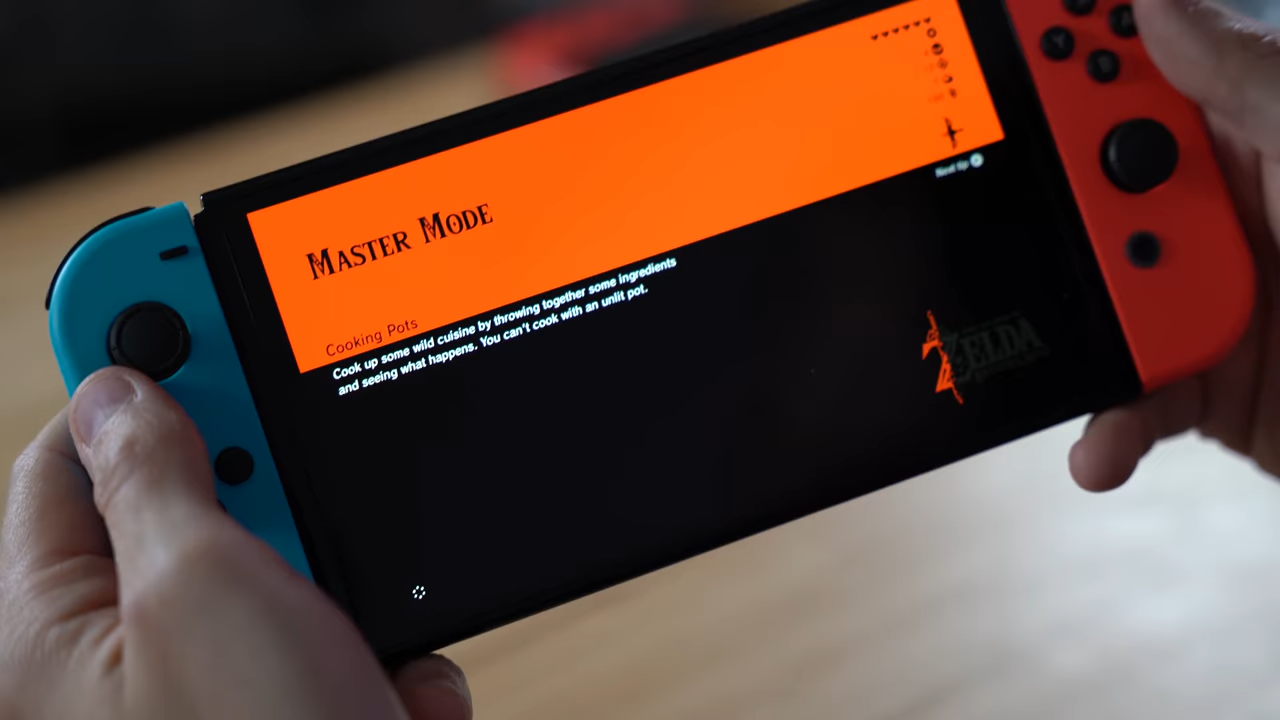 MASTER MODE
Cooking Pots
Cook up some wild cuisine by throwing together some ingredients
and seeing what happens. You can't cook with an unlit pot.
Next tip
ZELDA
Y
A